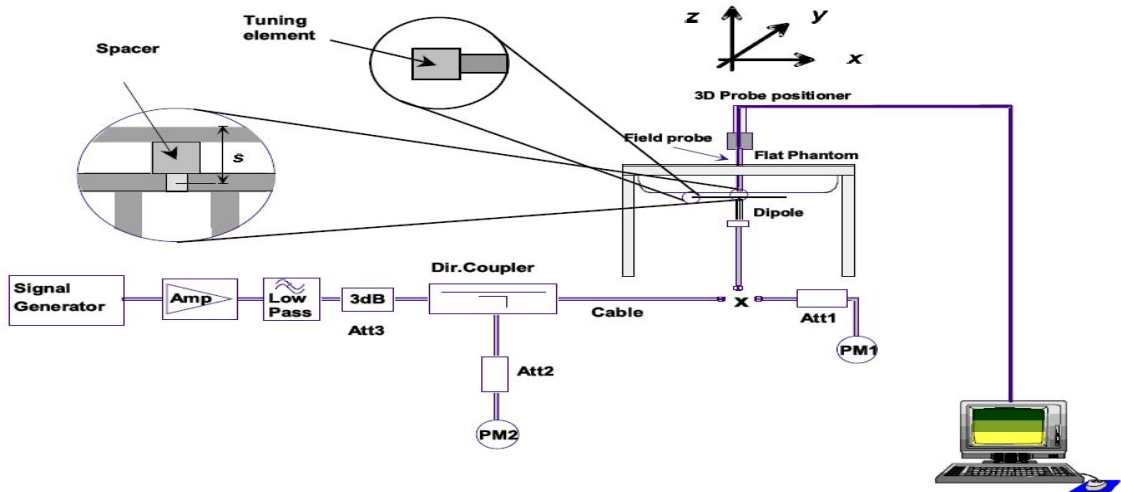 Tuning
element
Spacer
s
z
y
x
3D Probe positioner
Field probe
Flat Phantom
Dipole
Signal
Generator
Amp
Low
Pass
3dB
Att3
Dir.Coupler
Cable
x
Att1
PM1
Att2
PM2